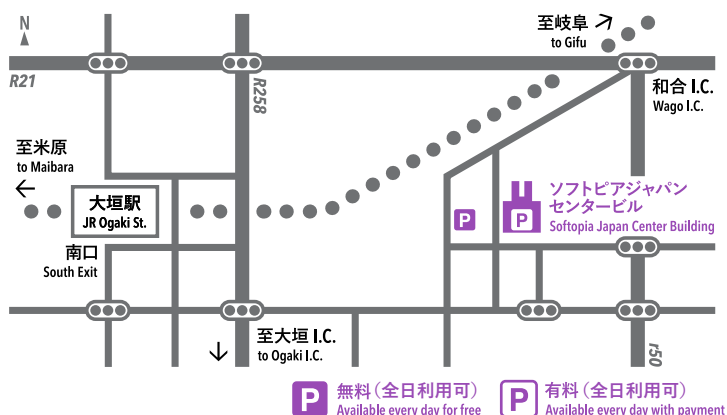 N
至岐阜
to Gifu
R21
R258
和合 I.C.
Wago I.C.
至米原
to Maibara
大垣駅
JR Ogaki St.
P
P
ソフトピアジャパン
センタービル
Softopia Japan Center Building
南口
South Exit
至大垣 I.C.
to Ogaki I.C.
r50
P 無料(全日利用可)
Available every day for free
P 有料(全日利用可)
Available every day with payment